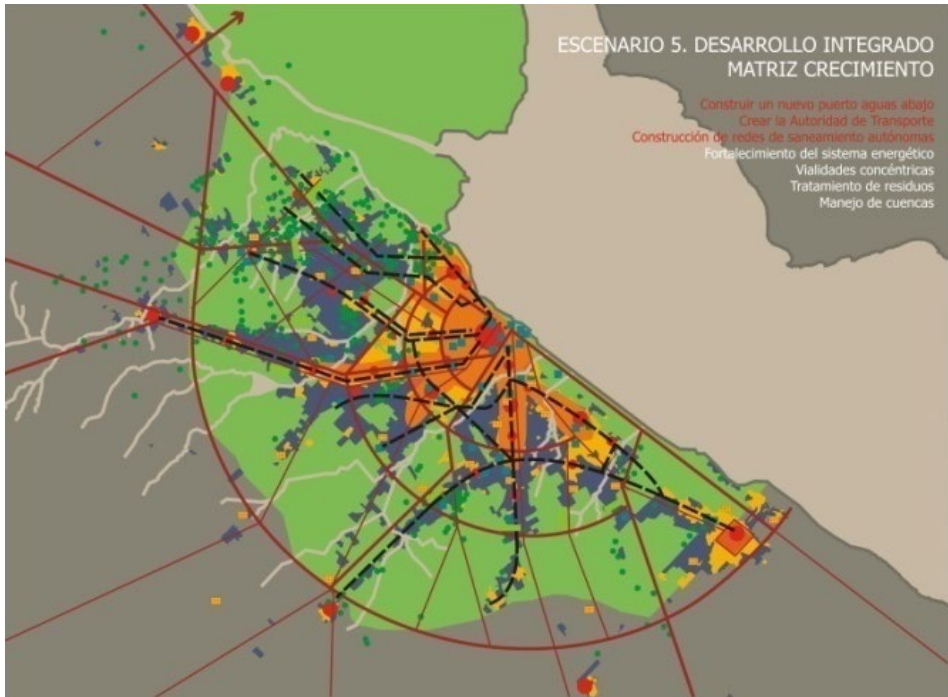 ESCENARIO 5. DESARROLLO INTEGRADO
MATRIZ CRECIMIENTO
Construir un nuevo puerto aguas abajo
Crear la Autoridad de Transporte
Construcción de redes de saneamiento autónomas
Fortalecimiento del sistema energético
Vialidades concéntricas
Tratamiento de residuos
Manejo de cuencas